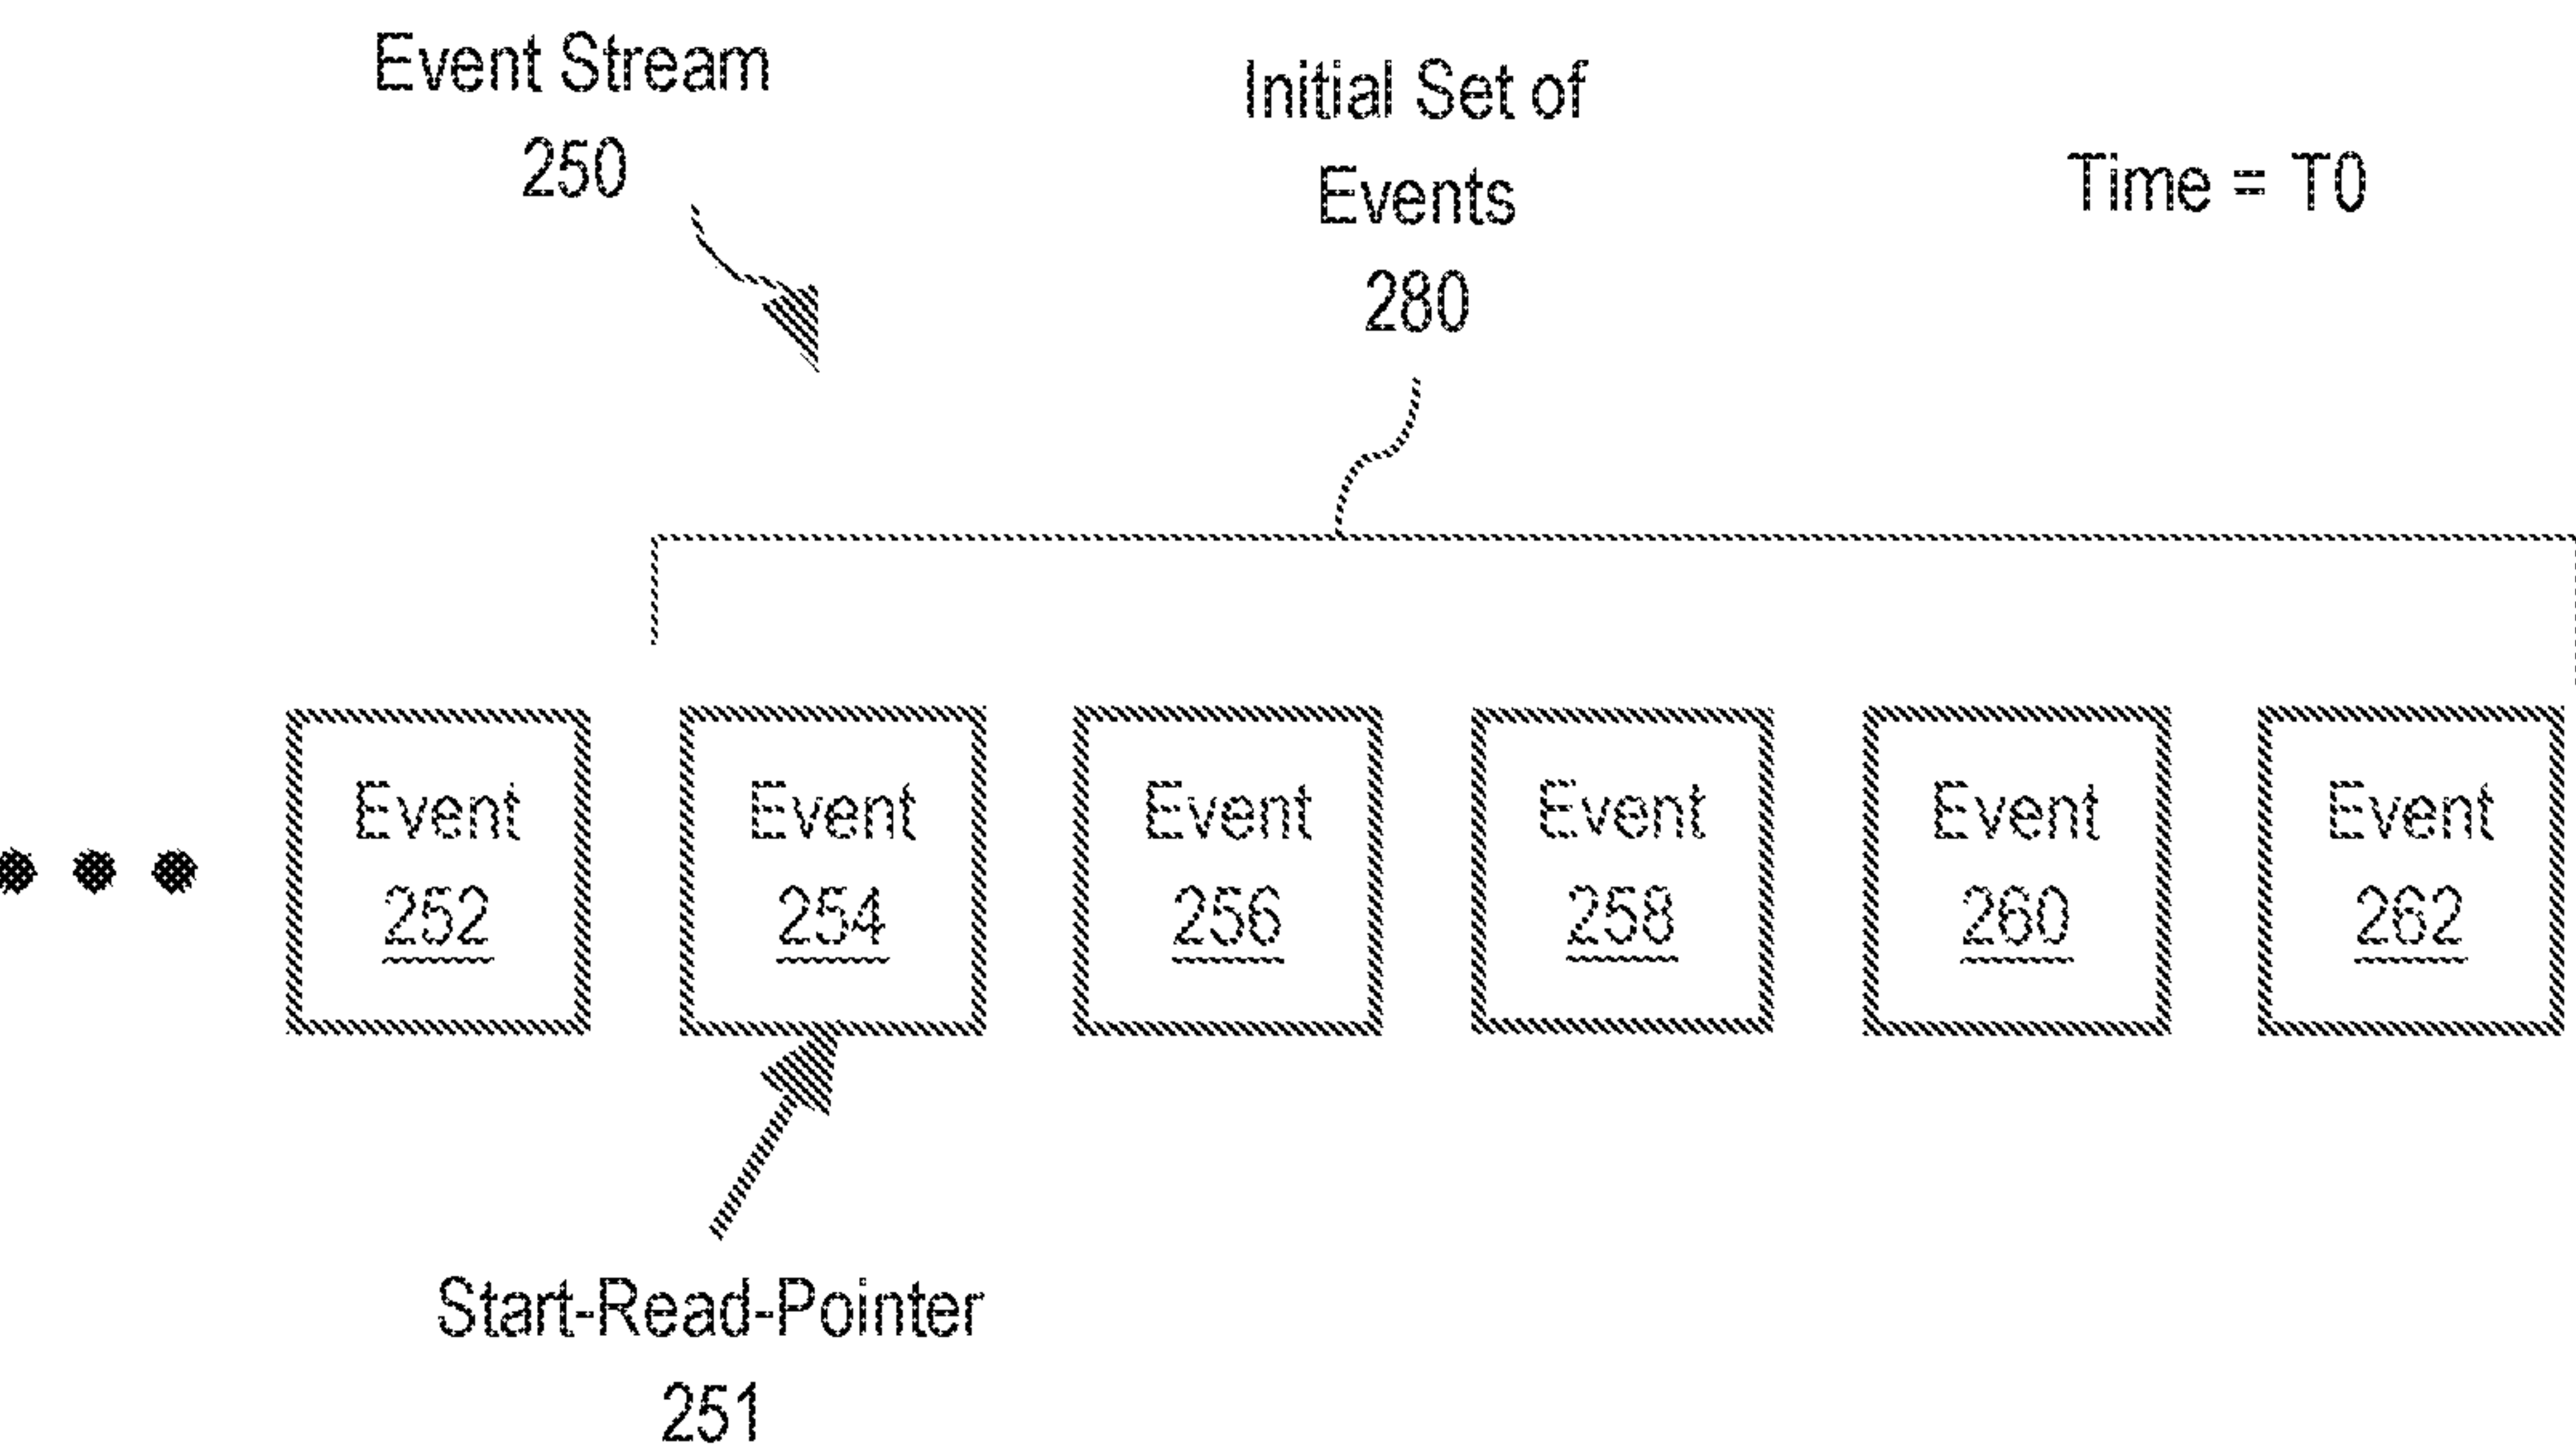 Event Stream
250
Initial Set of
Events
280
Time = T0
Event
252
Event
254
Event
256
Event
258
Event
260
Event
262
Start-Read-Pointer
251